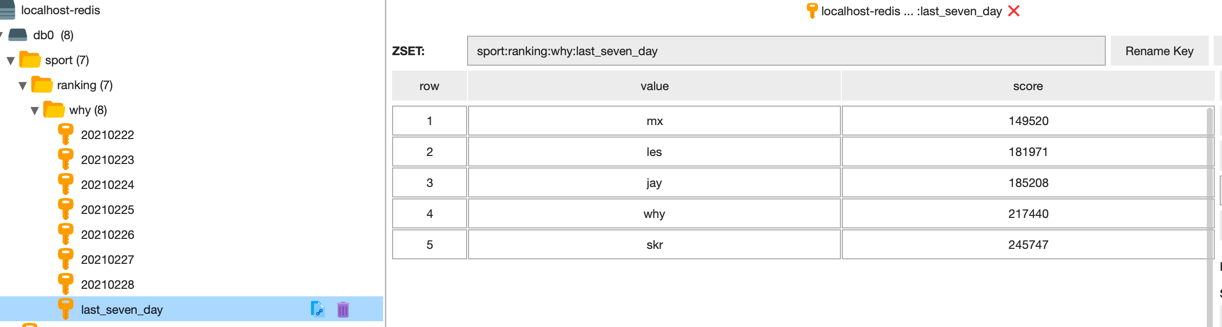 localhost-redis
db0 (8)
sport (7)
ranking (7)
why (8)
20210222
20210223
20210224
20210225
20210226
20210227
20210228
last_seven_day
localhost-redis ... :last_seven_day
ZSET: sport:ranking:why:last_seven_day Rename Key
row value score
1 mx 149520
2 les 181971
3 jay 185208
4 why 217440
5 skr 245747